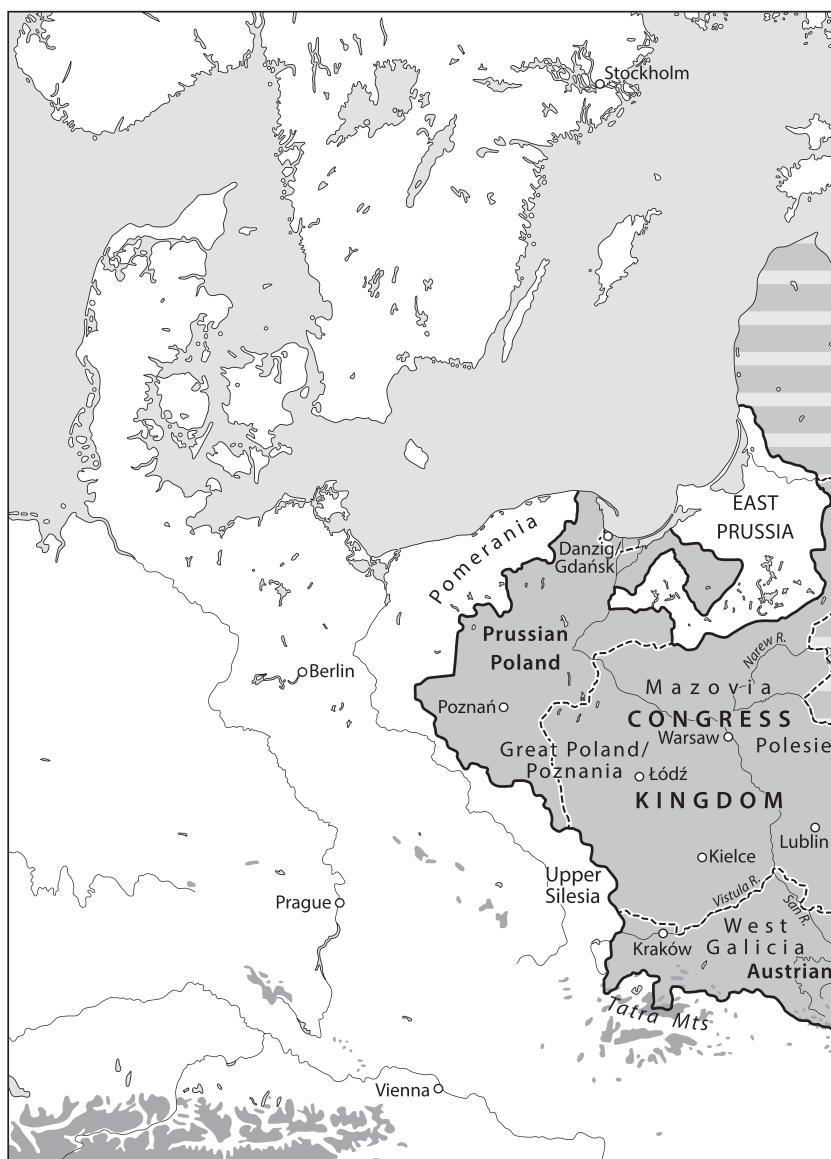 Stockholm
EAST
PRUSSIA
Pomerania
Danzig/
Gdańsk
Prussian
Poland
Narew R.
Berlin
Mazovia
Poznań
CONGRESS
Warsaw
Polesie
Great Poland/
Poznania
Łódź
KINGDOM
Lublin
Kielce
Upper
Silesia
Vistula R.
San R.
Prague
West
Galicia
Kraków
Austrian
Tatra Mts
Vienna